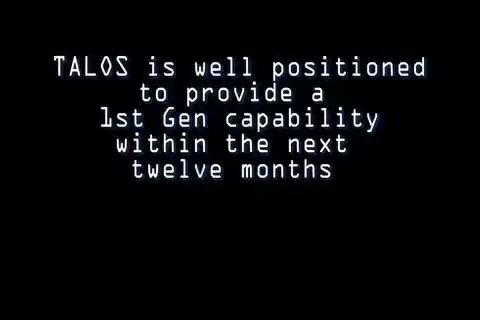 TALOS is well positioned
to provide a
1st Gen capability
within the next
twelve months